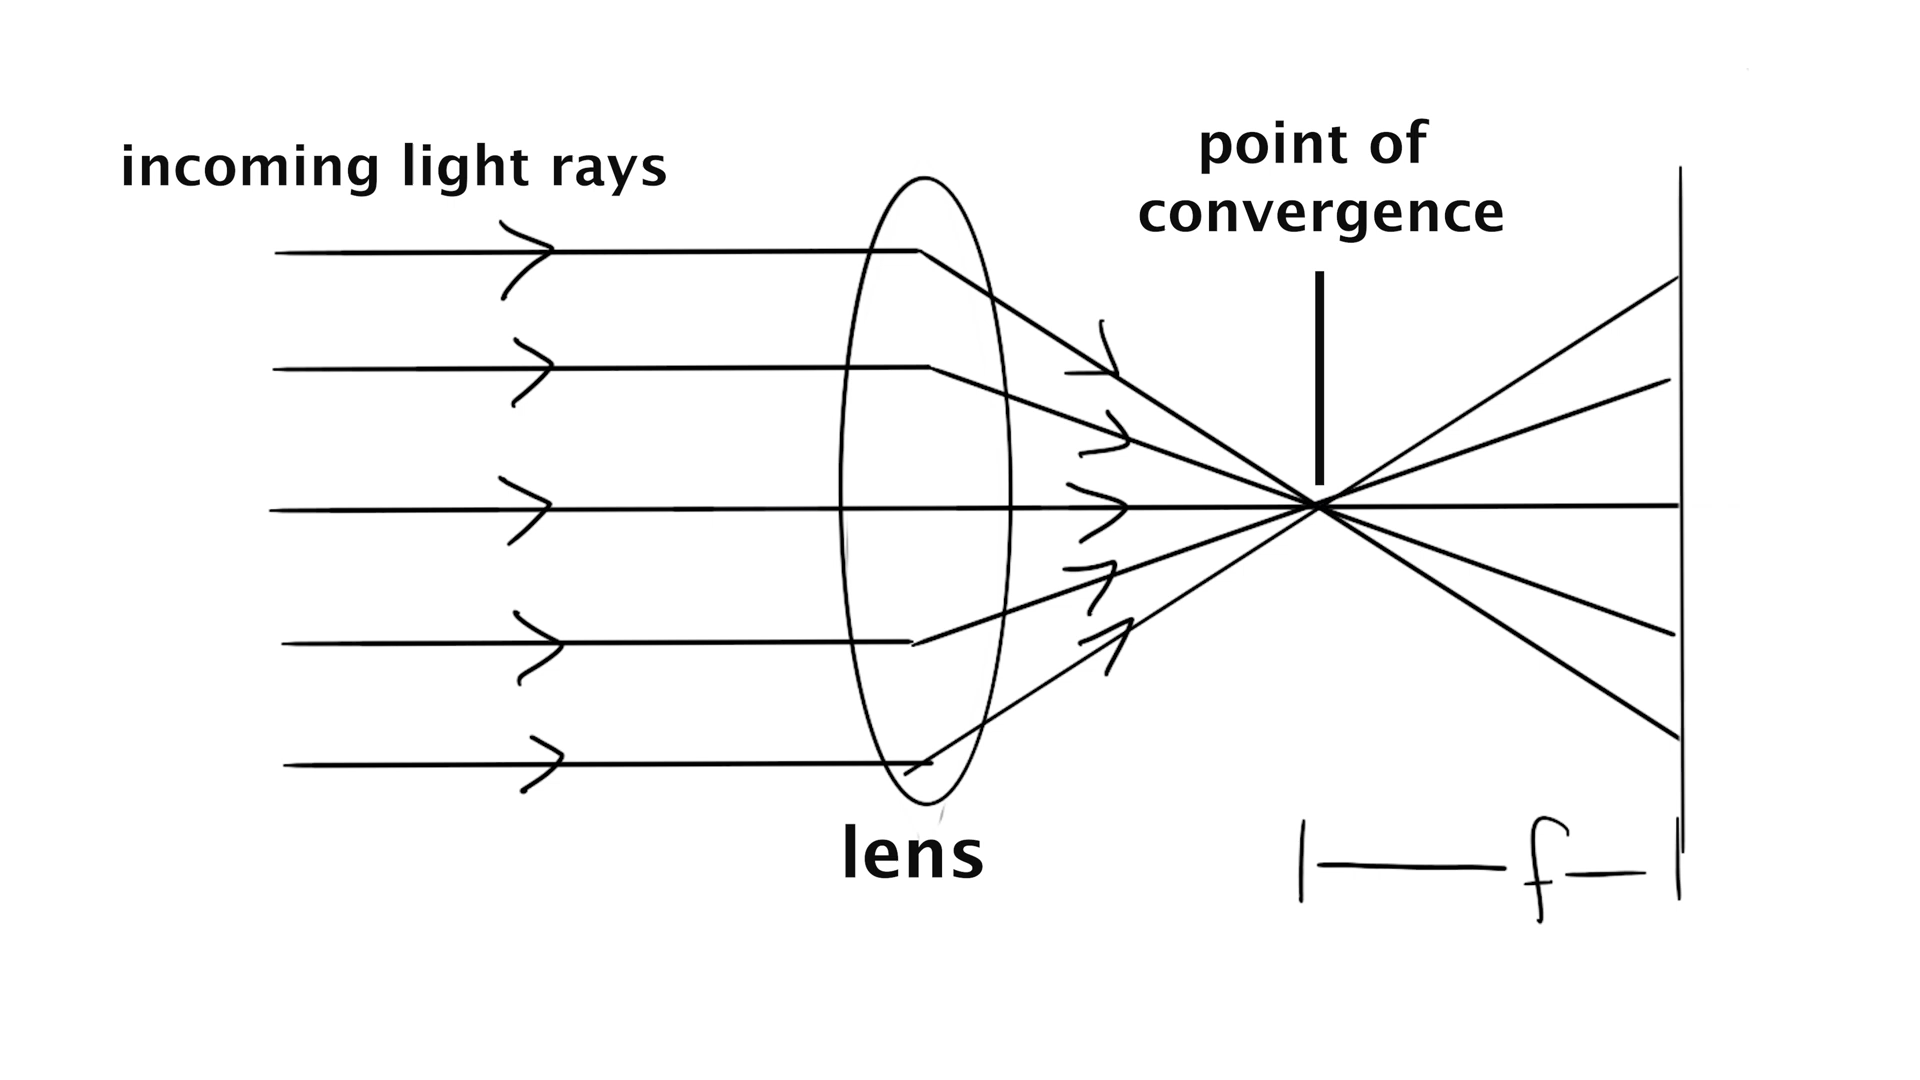 incoming light rays
point of
convergence
lens
f